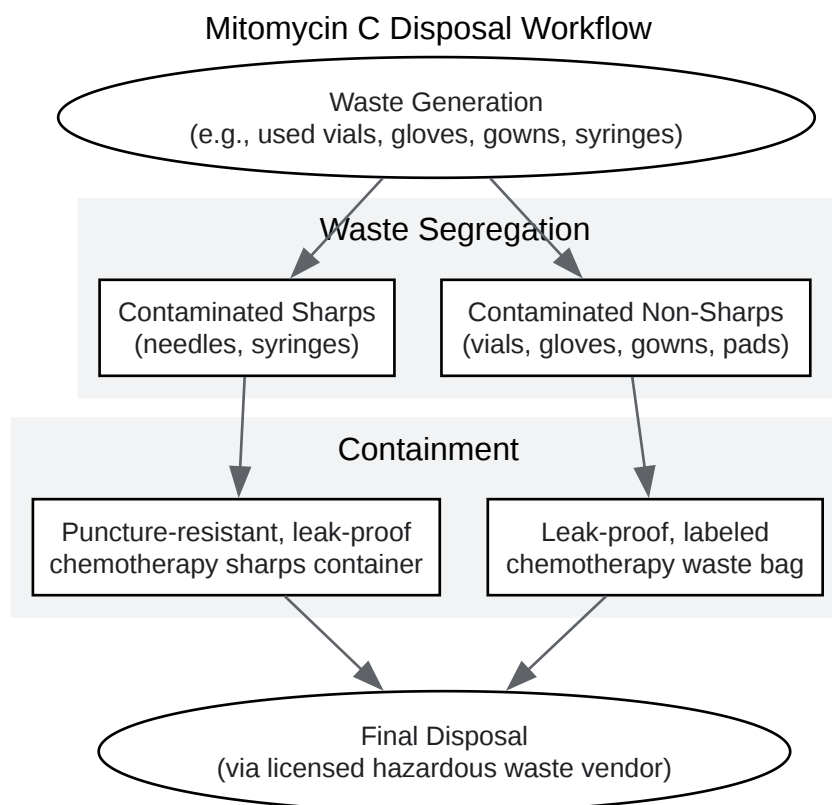 Mitomycin C Disposal Workflow
Waste Generation
(e.g., used vials, gloves, gowns, syringes)
Waste Segregation
Contaminated Sharps
(needles, syringes)
Contaminated Non-Sharps
(vials, gloves, gowns, pads)
Containment
Puncture-resistant, leak-proof
chemotherapy sharps container
Leak-proof, labeled
chemotherapy waste bag
Final Disposal
(via licensed hazardous waste vendor)